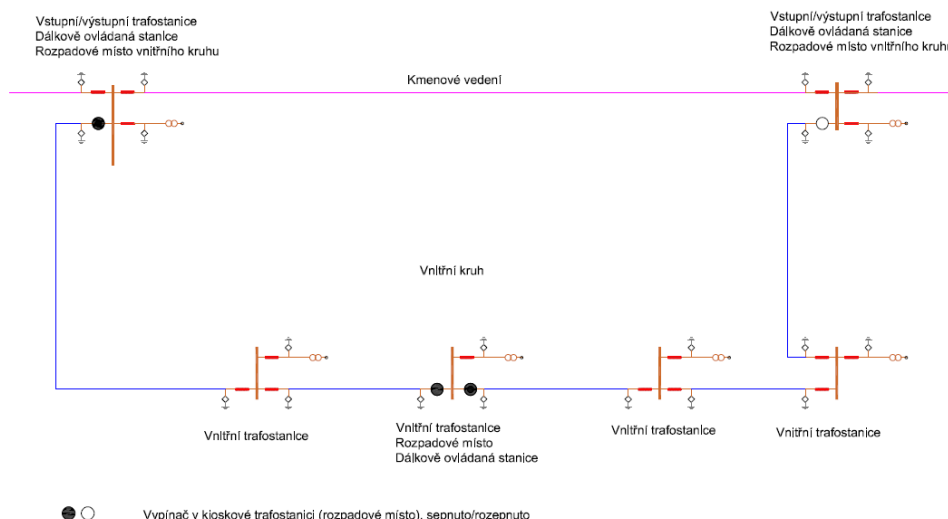 Vstupní/výstupní trafostanice
Dálkově ovládaná stanice
Rozpadové místo vnitřního kruhu
Vstupní/výstupní trafostanice
Dálkově ovládaná stanice
Rozpadové místo vnitřního kruh
Kmenové vedení
Vnitřní kruh
Vnitřní trafostanice
Vnitřní trafostanice
Rozpadové místo
Dálkově ovládaná stanice
Vnitřní trafostanice
Vnitřní trafostanice
Vypínač v kioskové trafostanici (rozpadové místo), sepnuto/rozepnuto